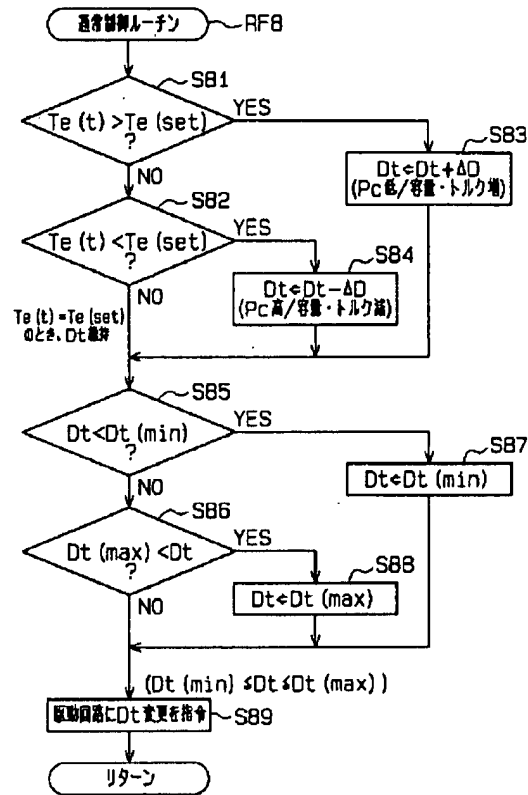 通常制御ルーチン
RF8
S81
Te(t)>Te(set)
?
YES
NO
S83
Dt⇐Dt+ΔD
(Pc低/容量・トルク増)
S82
Te(t)<Te(set)
?
YES
NO
S84
Dt⇐Dt-ΔD
(Pc高/容量・トルク減)
Te(t)=Te(set)
のとき、Dt維持
S85
Dt<Dt(min)
?
YES
NO
S87
Dt⇐Dt(min)
S86
Dt(max)<Dt
?
YES
NO
S88
Dt⇐Dt(max)
(Dt(min)≦Dt≦Dt(max))
駆動回路にDt変更を指令
S89
リターン